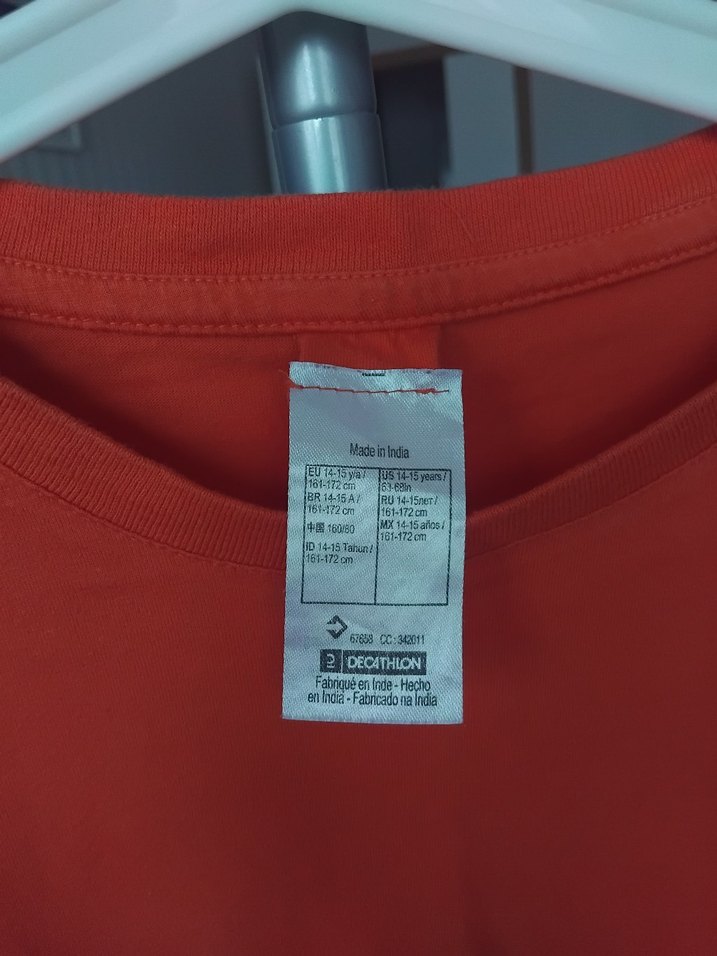 Made in India
EU 14-15 y/a /
161-172 cm
BR 14-15 A /
161-172 cm
中国 160/80
ID 14-15 Tahun /
161-172 cm
US 14-15 years /
63-68in
RU 14-15лет /
161-172 cm
MX 14-15 años /
161-172 cm
67658 CC : 342011
DECATHLON
Fabriqué en Inde - Hecho
en India - Fabricado na India